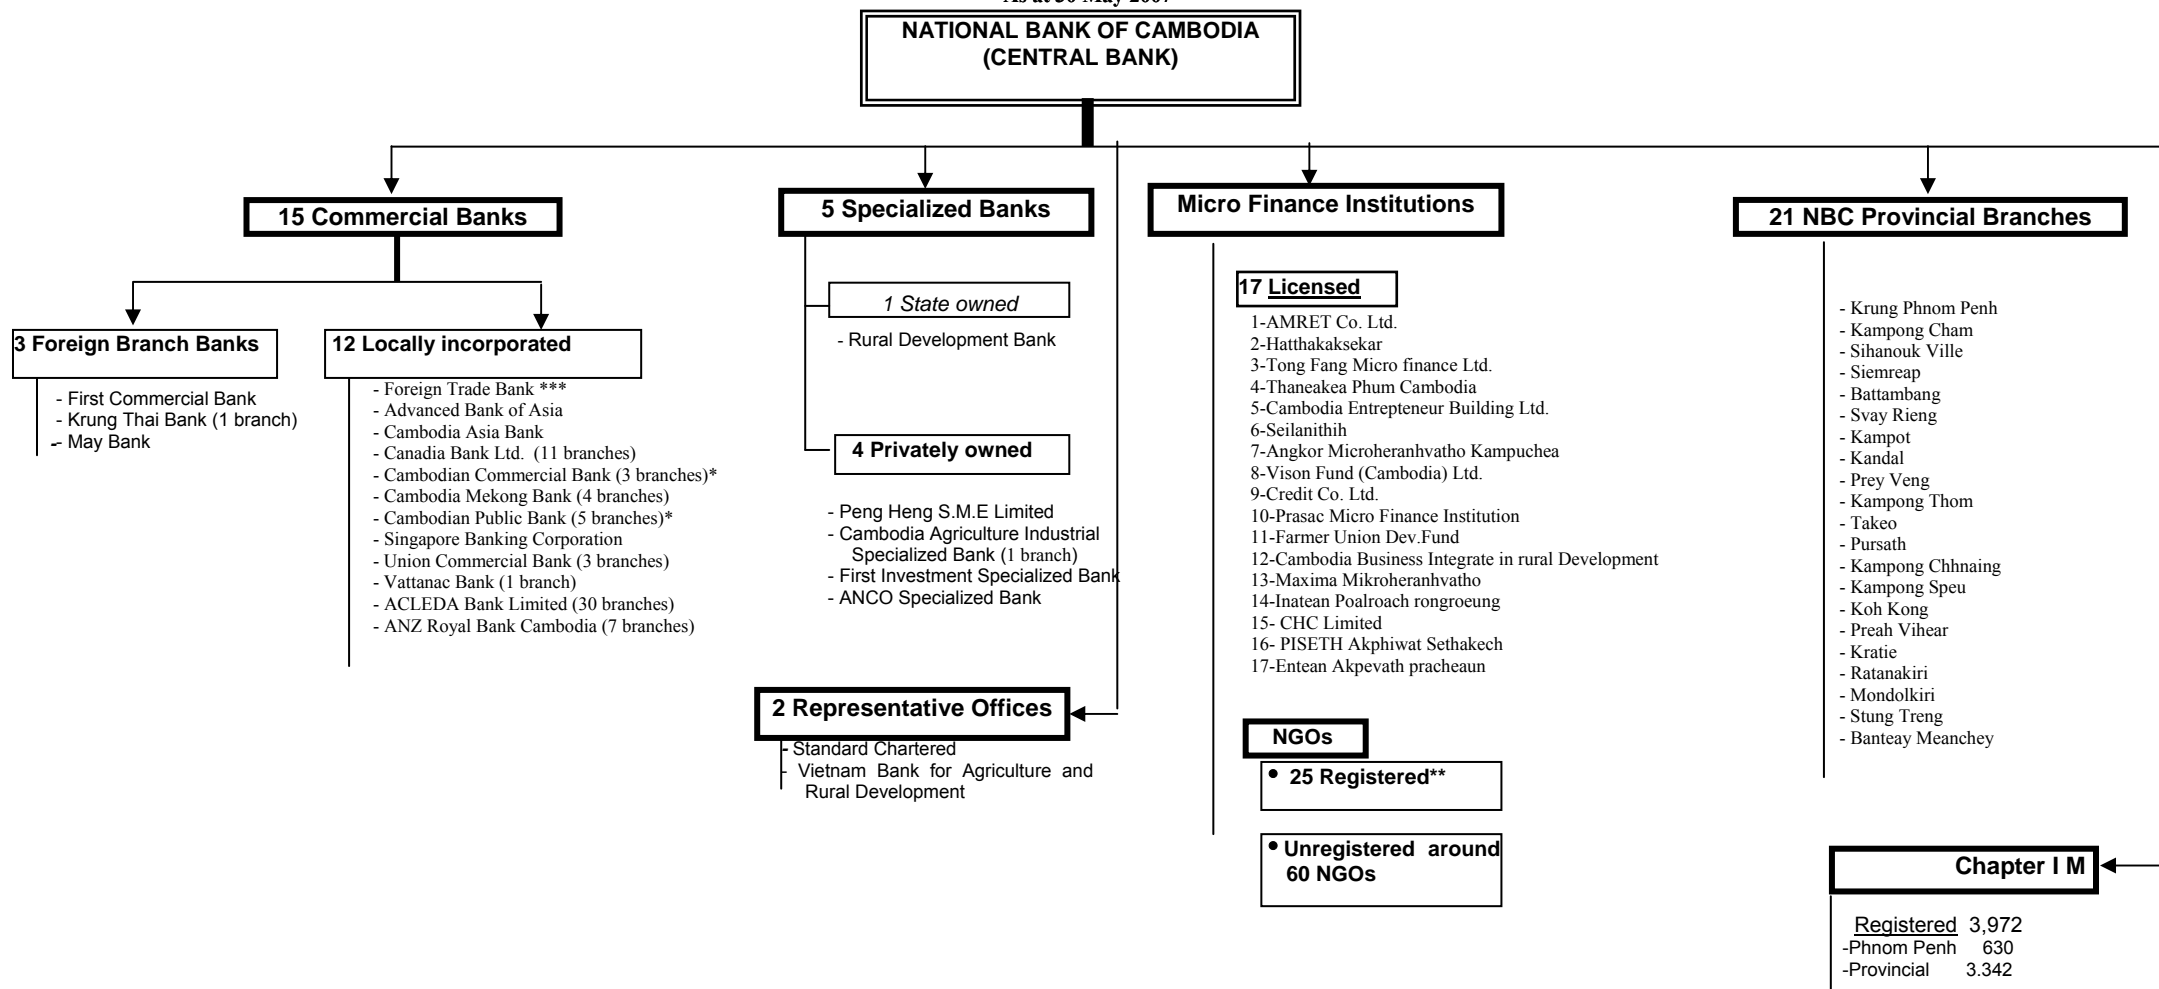 As at 30 May 2007
NATIONAL BANK OF CAMBODIA
(CENTRAL BANK)
15 Commercial Banks
3 Foreign Branch Banks
- First Commercial Bank
- Krung Thai Bank (1 branch)
- May Bank
12 Locally incorporated
- Foreign Trade Bank ***
- Advanced Bank of Asia
- Cambodia Asia Bank
- Canadia Bank Ltd. (11 branches)
- Cambodian Commercial Bank (3 branches)*
- Cambodia Mekong Bank (4 branches)
- Cambodian Public Bank (5 branches)*
- Singapore Banking Corporation
- Union Commercial Bank (3 branches)
- Vattanac Bank (1 branch)
- ACLEDA Bank Limited (30 branches)
- ANZ Royal Bank Cambodia (7 branches)
5 Specialized Banks
1 State owned
- Rural Development Bank
4 Privately owned
- Peng Heng S.M.E Limited
- Cambodia Agriculture Industrial
Specialized Bank (1 branch)
- First Investment Specialized Bank
- ANCO Specialized Bank
2 Representative Offices
- Standard Chartered
- Vietnam Bank for Agriculture and
Rural Development
Micro Finance Institutions
17 Licensed
1-AMRET Co. Ltd.
2-Hatthakaksekar
3-Tong Fang Micro finance Ltd.
4-Thaneakea Phum Cambodia
5-Cambodia Entrepteneur Building Ltd.
6-Seilanithih
7-Angkor Microheranhvatho Kampuchea
8-Vison Fund (Cambodia) Ltd.
9-Credit Co. Ltd.
10-Prasac Micro Finance Institution
11-Farmer Union Dev.Fund
12-Cambodia Business Integrate in rural Development
13-Maxima Mikroheranhvatho
14-Inatean Poalroach rongroeung
15- CHC Limited
16- PISETH Akphiwat Sethakech
17-Entean Akpevath pracheaun
NGOs
• 25 Registered**
• Unregistered around
60 NGOs
21 NBC Provincial Branches
- Krung Phnom Penh
- Kampong Cham
- Sihanouk Ville
- Siemreap
- Battambang
- Svay Rieng
- Kampot
- Kandal
- Prey Veng
- Kampong Thom
- Takeo
- Pursath
- Kampong Chhnaing
- Kampong Speu
- Koh Kong
- Preah Vihear
- Kratie
- Ratanakiri
- Mondolkiri
- Stung Treng
- Banteay Meanchey
Chapter I M
Registered 3,972
-Phnom Penh 630
-Provincial 3.342